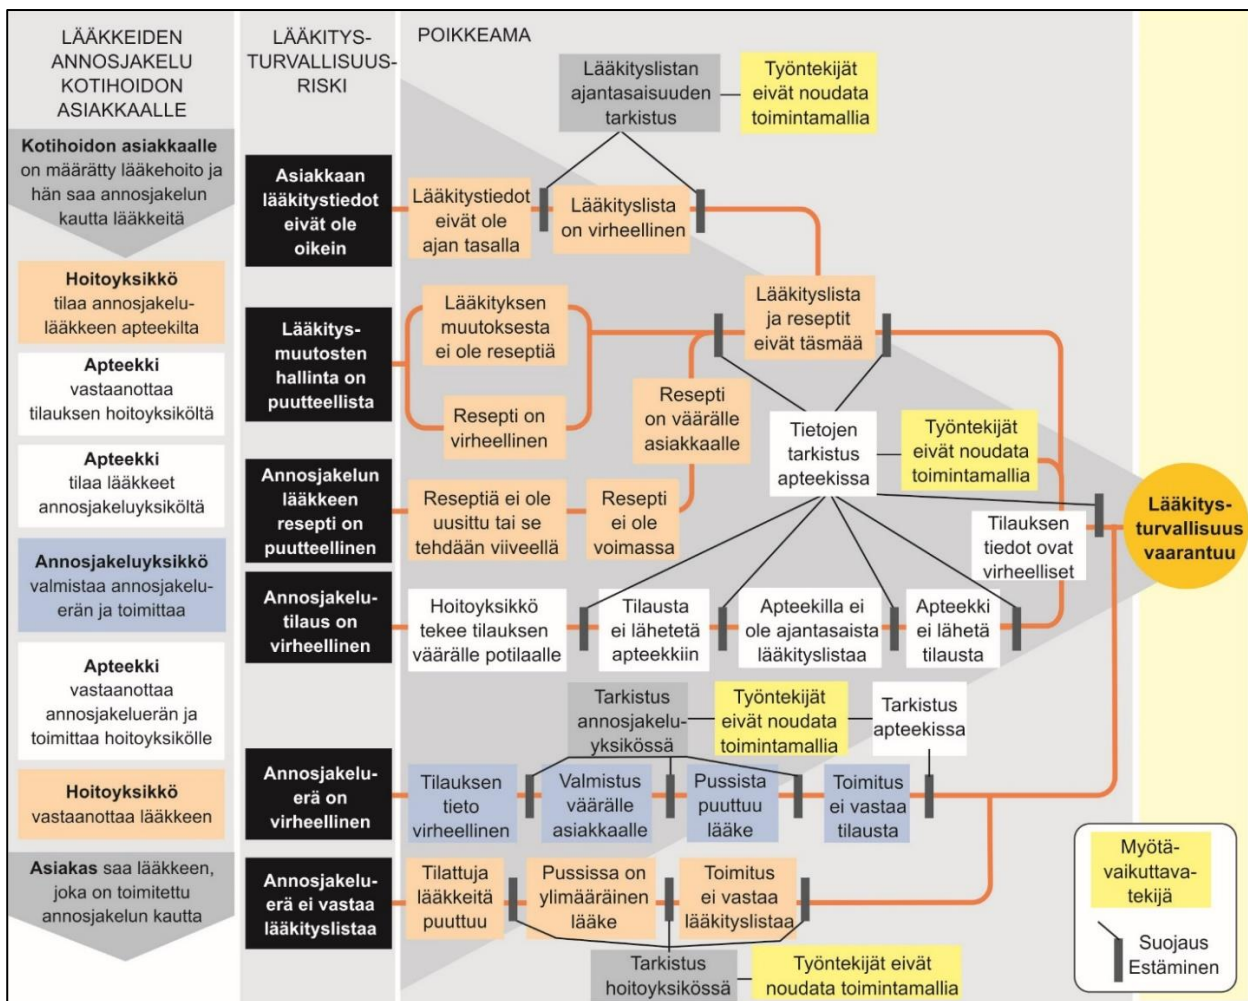 LÄÄKKEIDEN
ANNOSJAKELU
KOTIHOIDON
ASIAKKAALLE
Kotihoidon asiakkaalle
on määrätty lääkehoito ja
hän saa annosjakelun
kautta lääkkeitä
Hoitoyksikkö
tilaa annosjakelu-
lääkkeen apteekilta
Apteekki
vastaanottaa
tilauksen hoitoyksiköltä
Apteekki
tilaa lääkkeet
annosjakeluyksiköltä
Annosjakeluyksikkö
valmistaa annosjakelu-
erän ja toimittaa
Apteekki
vastaanottaa
annosjakeluerän ja
toimittaa hoitoyksikölle
Hoitoyksikkö
vastaanottaa lääkkeen
Asiakas saa lääkkeen,
joka on toimitettu
annosjakelun kautta
LÄÄKITYS-
TURVALLISUUS-
RISKI
Asiakkaan
lääkitystiedot
eivät ole
oikein
Lääkitys-
muutosten
hallinta on
puutteellista
Annosjakelun
lääkkeen
resepti on
puutteellinen
Annosjakelu-
tilaus on
virheellinen
Annosjakelu-
erä on
virheellinen
Annosjakelu-
erä ei vastaa
lääkityslistaa
POIKKEAMA
Lääkityslistan
ajantasaisuuden
tarkistus
Työntekijät
eivät noudata
toimintamallia
Lääkitystiedot
eivät ole
ajan tasalla
Lääkityslista
on virheellinen
Lääkityksen
muutoksesta
ei ole reseptiä
Resepti on
virheellinen
Lääkityslista
ja reseptit
eivät täsmää
Resepti
on väärälle
asiakkaalle
Tietojen
tarkistus
apteekissa
Työntekijät
eivät noudata
toimintamallia
Reseptiä ei ole
uusittu tai se
tehdään viiveellä
Resepti
ei ole
voimassa
Tilauksen
tiedot ovat
virheelliset
Lääkitys-
turvallisuus
vaarantuu
Hoitoyksikkö
tekee tilauksen
väärälle potilaalle
Tilausta
ei lähetetä
apteekkiin
Apteekilla ei
ole ajantasaista
lääkityslistaa
Apteekki
ei lähetä
tilausta
Tarkistus
annosjakelu-
yksikössä
Työntekijät
eivät noudata
toimintamallia
Tarkistus
apteekissa
Tilauksen
tieto
virheellinen
Valmistus
väärälle
asiakkaalle
Pussista
puuttuu
lääke
Toimitus
ei vastaa
tilausta
Tilattuja
lääkkeitä
puuttuu
Pussissa on
ylimääräinen
lääke
Toimitus
ei vastaa
lääkityslistaa
Tarkistus
hoitoyksikössä
Työntekijät eivät
noudata toimintamallia
Myötä-
vaikuttava-
tekijä
Suojaus
Estäminen